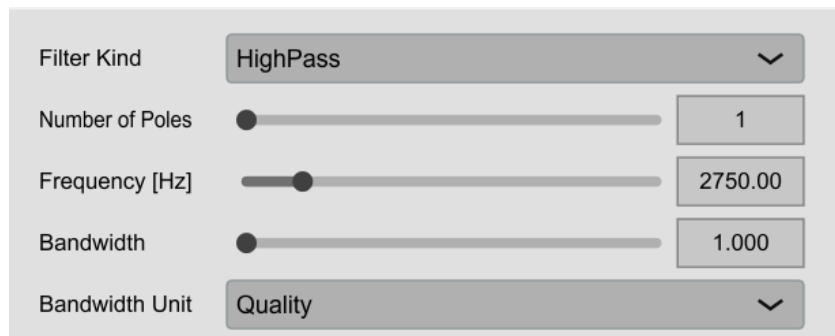 Filter Kind HighPass
Number of Poles 1
Frequency [Hz] 2750.00
Bandwidth 1.000
Bandwidth Unit Quality